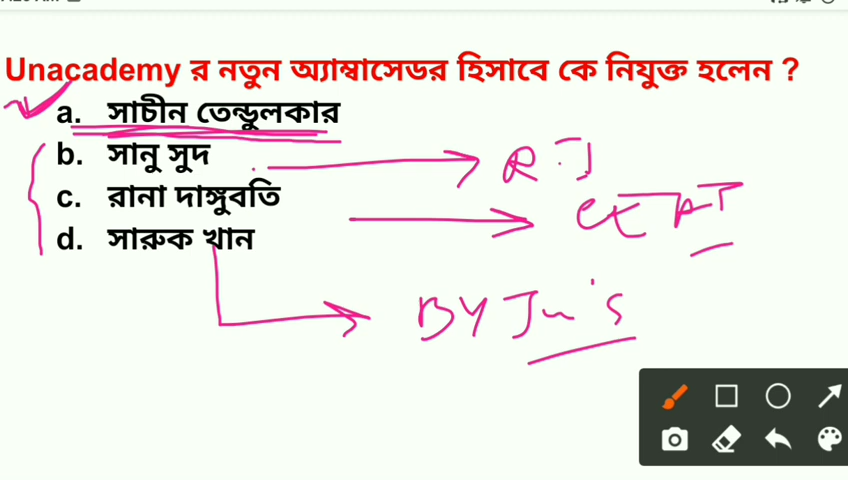 Unacademy র নতুন অ্যাম্বাসেডর হিসাবে কে নিযুক্ত হলেন ?
a. সাচীন তেন্ডুলকার
b. সানু সুদ
R.J
c. রানা দাঙ্গুবতি
d. সারুক খান
BYJu's